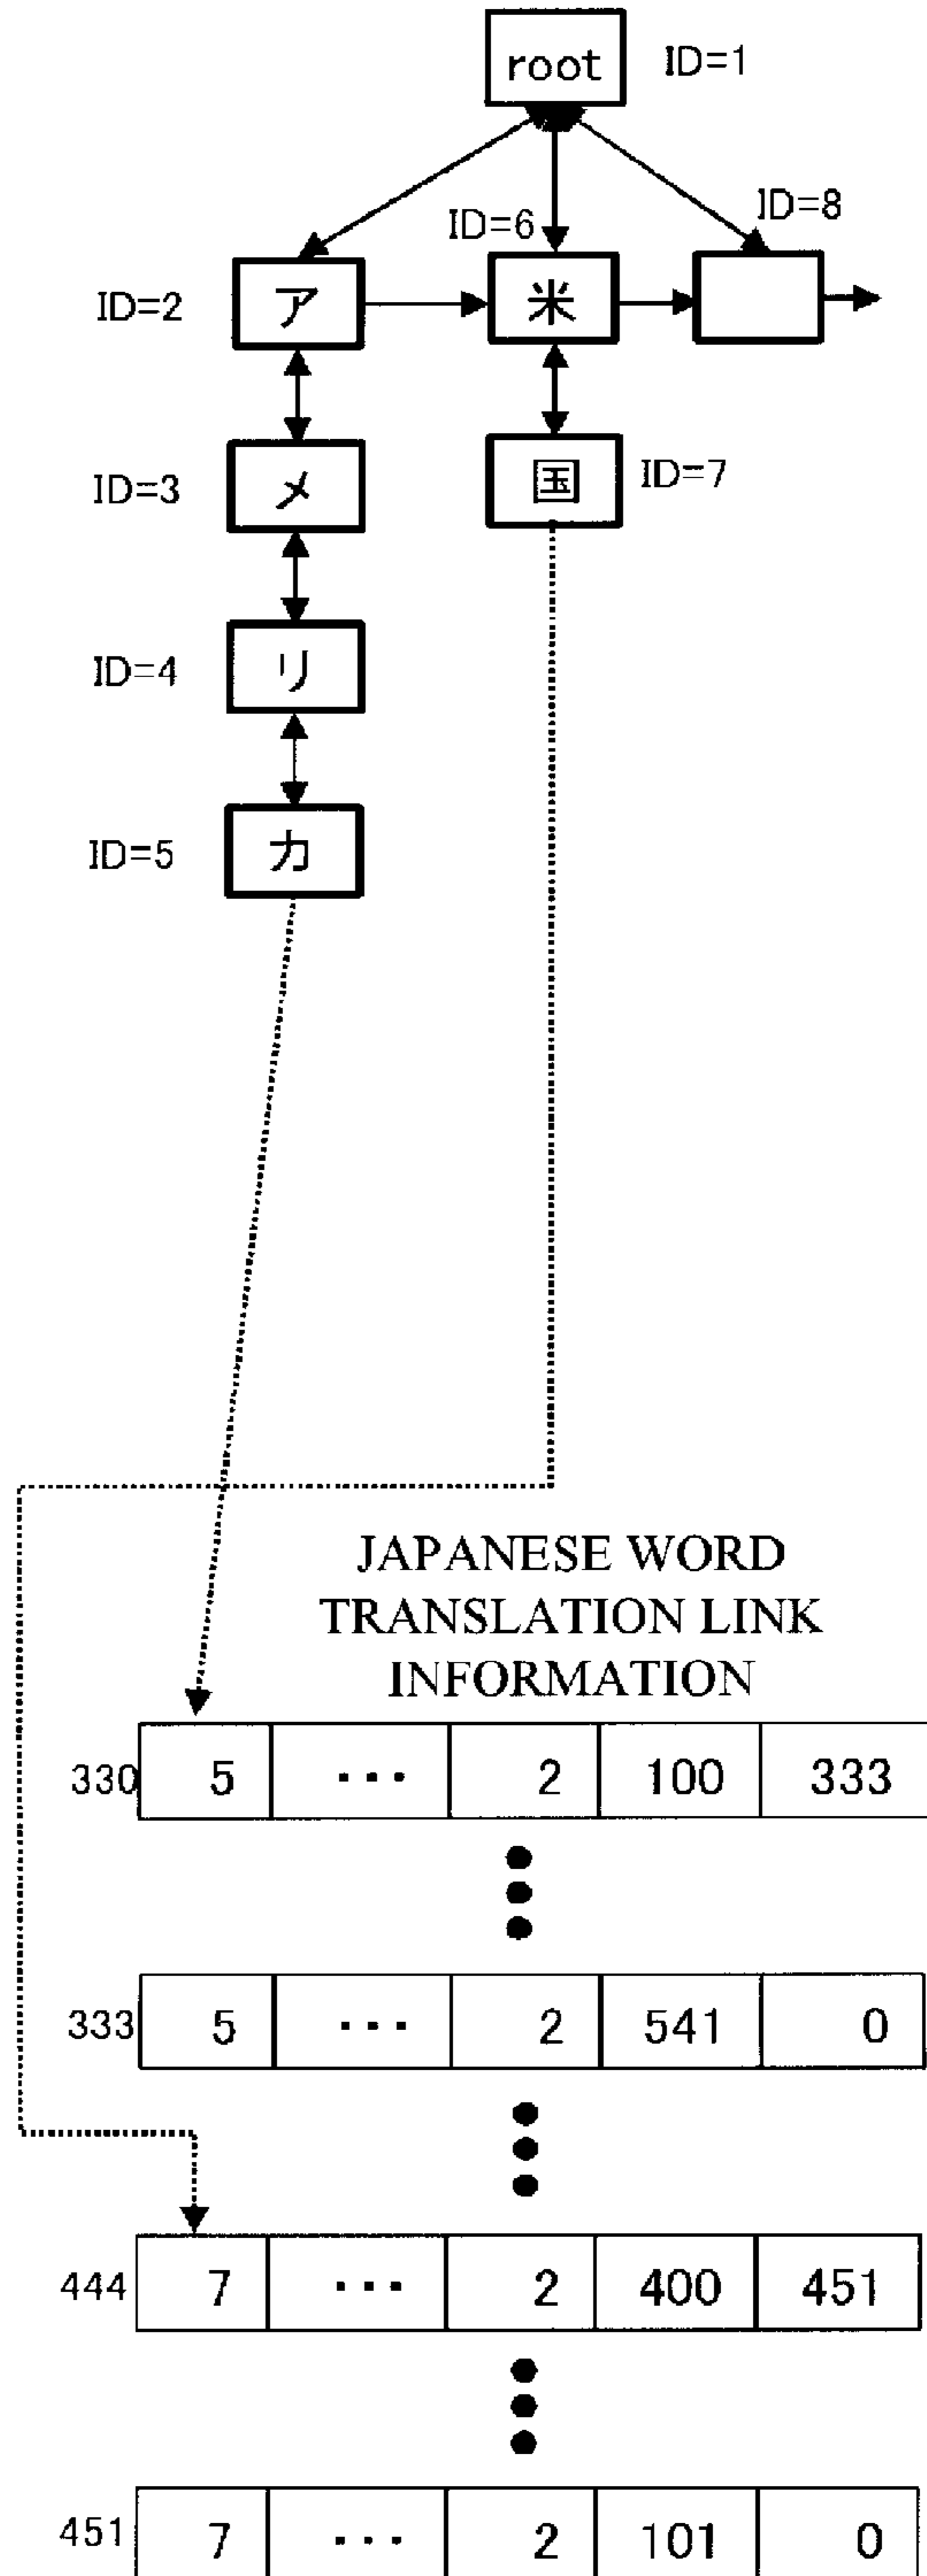 root ID=1
ID=6 ID=8
ID=2 ア 米
ID=3 メ 国 ID=7
ID=4 リ
ID=5 カ
JAPANESE WORD
TRANSLATION LINK
INFORMATION
330 5 ... 2 100 333
333 5 ... 2 541 0
444 7 ... 2 400 451
451 7 ... 2 101 0